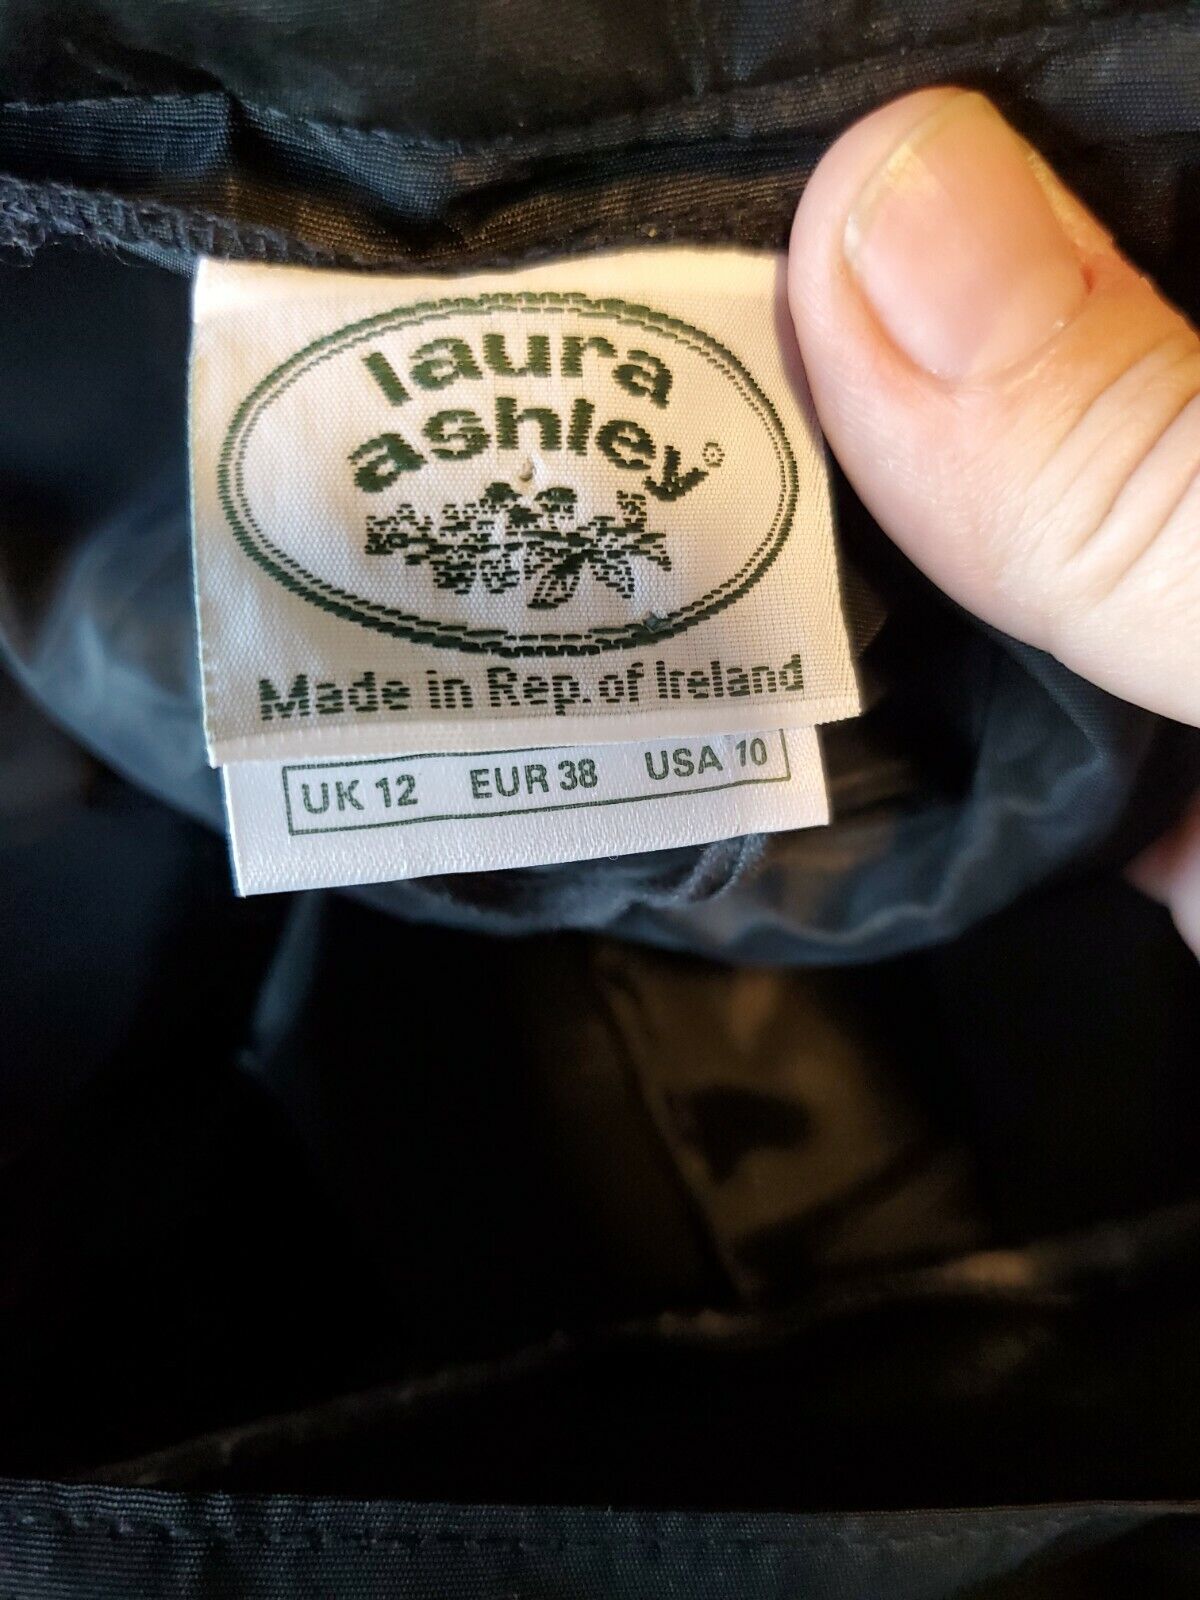 laura
ashley®
Made in Rep. of Ireland
UK 12 EUR 38 USA 10